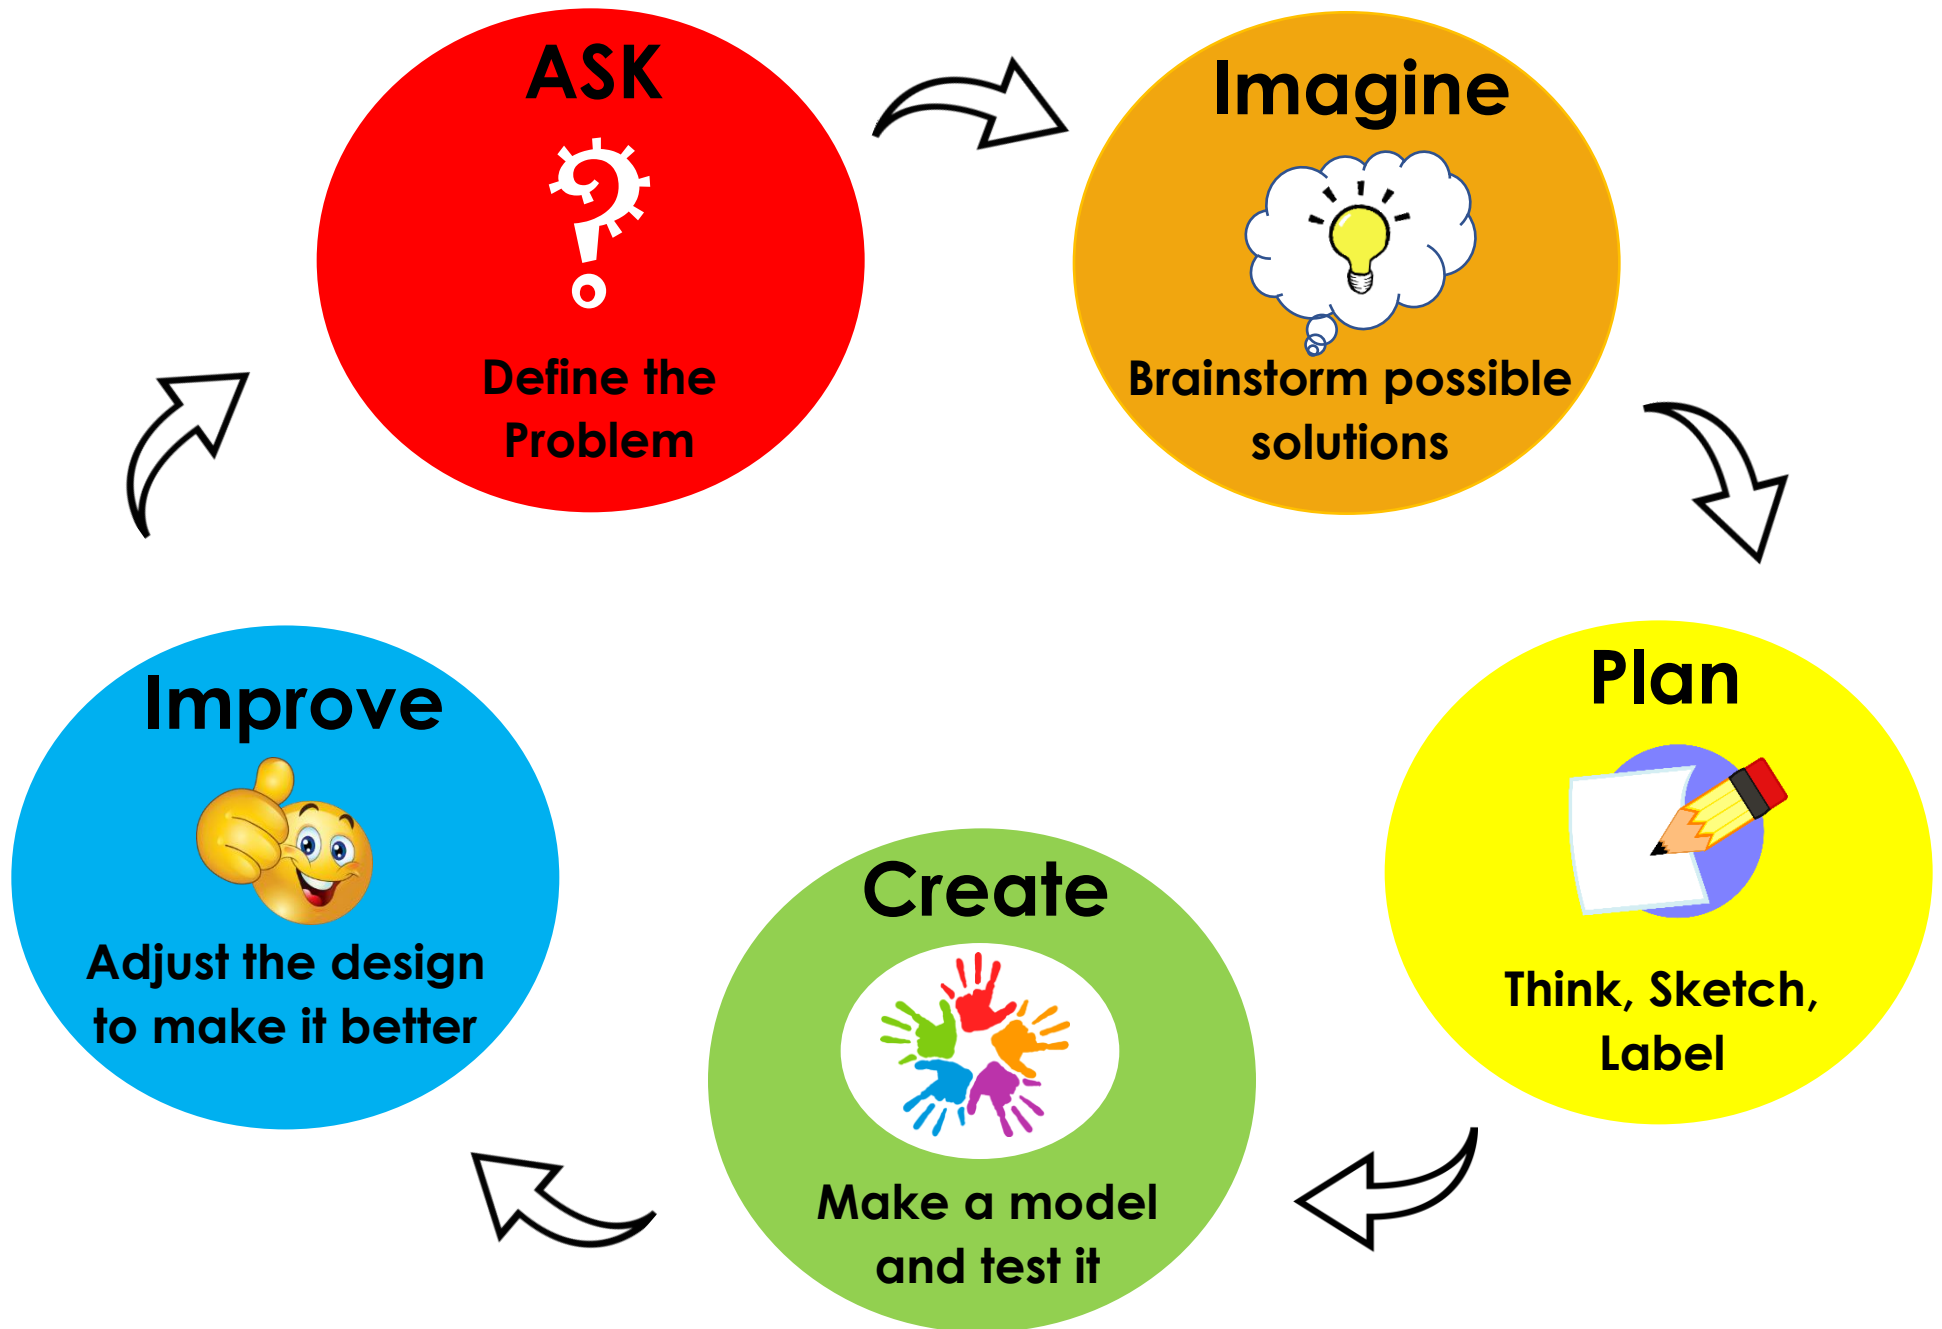 ASK
Define the
Problem
Imagine
Brainstorm possible
solutions
Plan
Think, Sketch,
Label
Create
Make a model
and test it
Improve
Adjust the design
to make it better